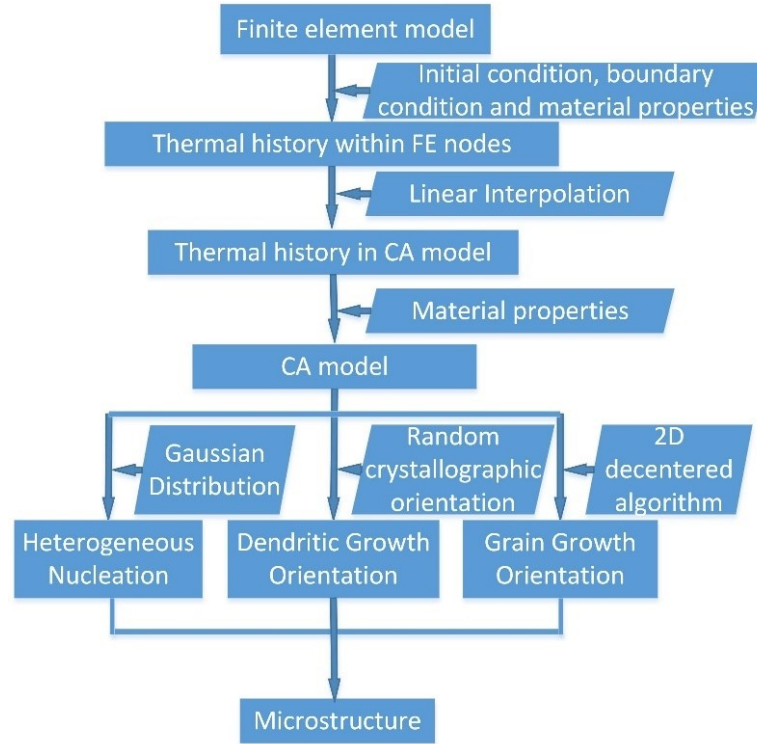 Finite element model
Initial condition, boundary
condition and material properties
Thermal history within FE nodes
Linear Interpolation
Thermal history in CA model
Material properties
CA model
Gaussian
Distribution
Random
crystallographic
orientation
2D
decentered
algorithm
Heterogeneous
Nucleation
Dendritic Growth
Orientation
Grain Growth
Orientation
Microstructure